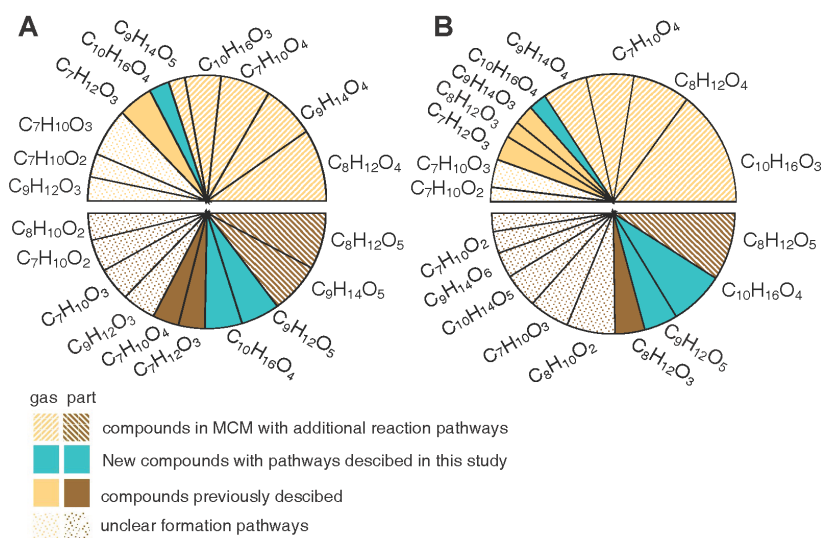 A
C9H14O5
C10H16O4
C7H12O3
C10H16O3
C7H10O4
C9H14O4
C8H12O4
C7H10O3
C7H10O2
C9H12O3
C8H10O2
C7H10O2
C7H10O3
C9H12O3
C7H10O4
C7H12O3
C10H16O4
C9H12O5
C9H14O5
C8H12O5
B
C9H14O4
C7H10O4
C8H12O4
C10H16O4
C9H14O3
C8H12O3
C7H12O3
C7H10O3
C7H10O2
C10H16O3
C7H10O2
C9H14O6
C10H14O5
C7H10O3
C8H10O2
C8H12O3
C9H12O5
C10H16O4
C8H12O5
gas part
compounds in MCM with additional reaction pathways
New compounds with pathways descibed in this study
compounds previously descibed
unclear formation pathways